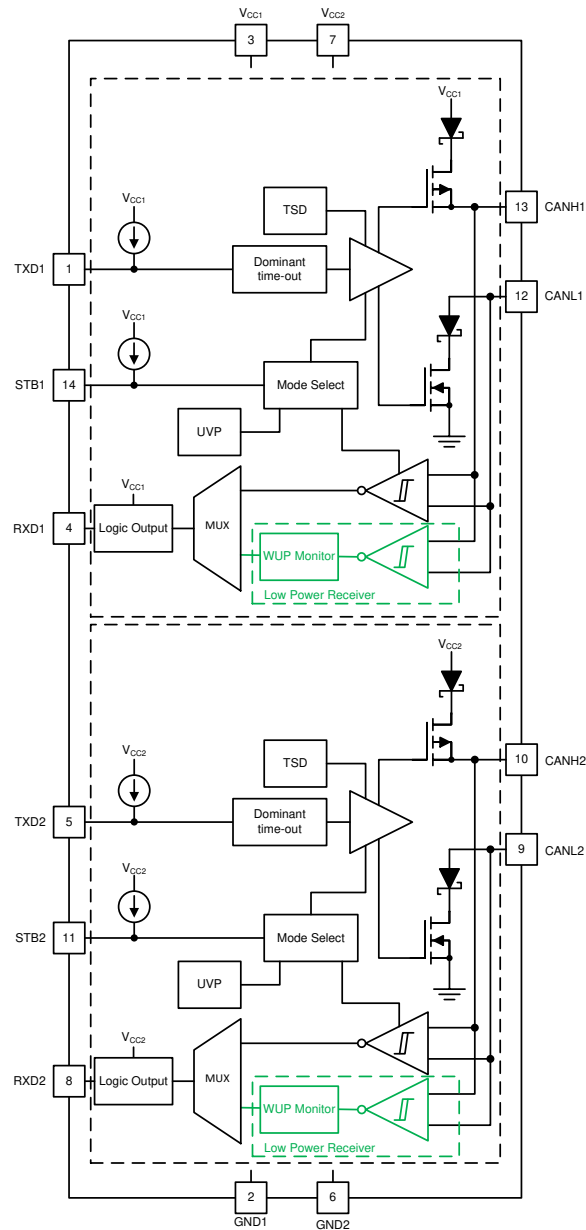 VCC1 VCC2
3 7
VCC1
VCC1
TSD
13 CANH1
TXD1 1
Dominant
time-out
12 CANL1
VCC1
STB1 14
Mode Select
UVP
VCC1
RXD1 4
Logic Output
MUX
WUP Monitor
Low Power Receiver
VCC2
VCC2
TSD
10 CANH2
TXD2 5
Dominant
time-out
9 CANL2
VCC2
STB2 11
Mode Select
UVP
VCC2
RXD2 8
Logic Output
MUX
WUP Monitor
Low Power Receiver
2 6
GND1 GND2